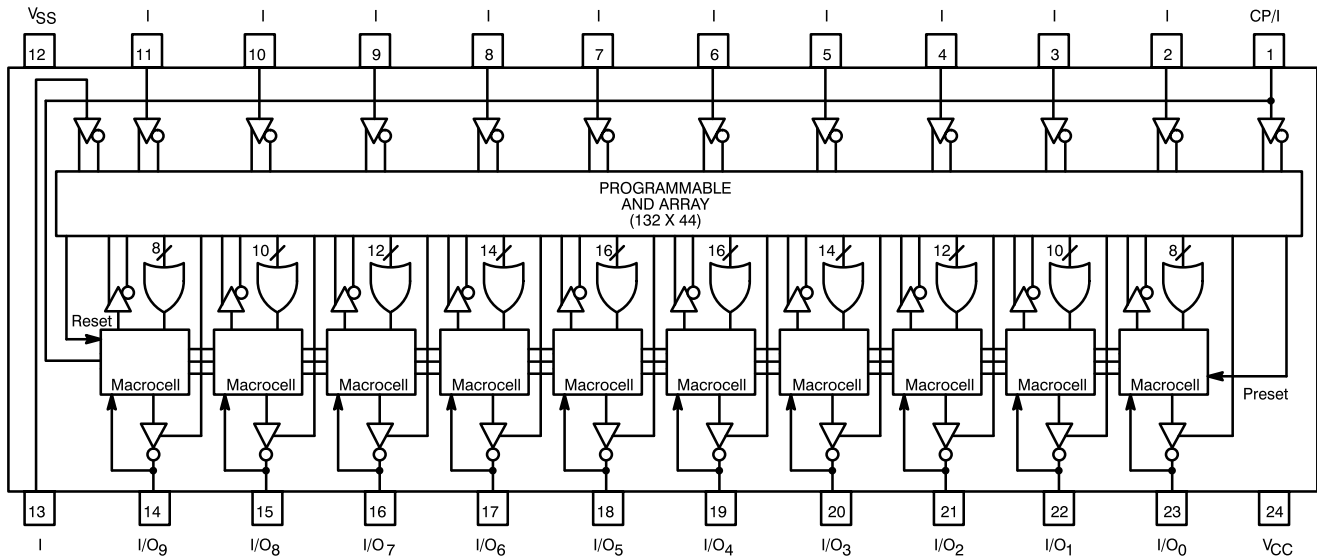 VSS I I I I I I I I I I CP/I
12 11 10 9 8 7 6 5 4 3 2 1
PROGRAMMABLE
AND ARRAY
(132 X 44)
8 10 12 14 16 16 14 12 10 8
Reset
Macrocell Macrocell Macrocell Macrocell Macrocell Macrocell Macrocell Macrocell Macrocell Macrocell
Preset
13 14 15 16 17 18 19 20 21 22 23 24
I I/O9 I/O8 I/O7 I/O6 I/O5 I/O4 I/O3 I/O2 I/O1 I/O0 VCC